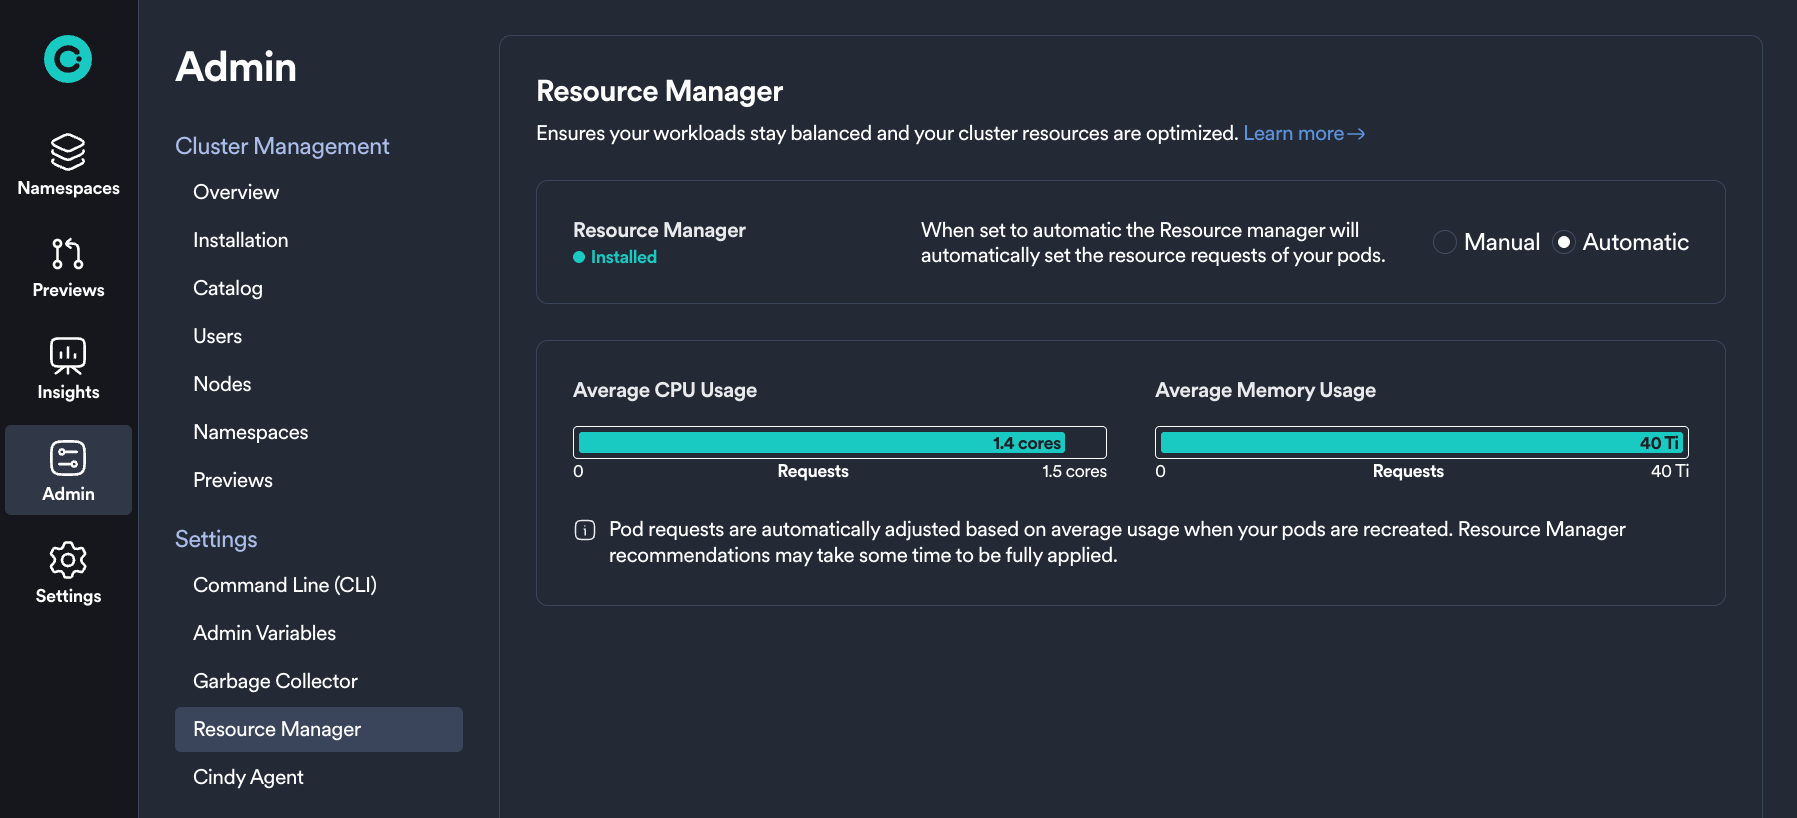 Namespaces
Previews
Insights
Admin
Settings
Admin
Cluster Management
Overview
Installation
Catalog
Users
Nodes
Namespaces
Previews
Settings
Command Line (CLI)
Admin Variables
Garbage Collector
Resource Manager
Cindy Agent
Resource Manager
Ensures your workloads stay balanced and your cluster resources are optimized. Learn more→
Resource Manager
Installed
When set to automatic the Resource manager will
automatically set the resource requests of your pods.
Manual Automatic
Average CPU Usage
1.4 cores
0 Requests 1.5 cores
Average Memory Usage
40 Ti
0 Requests 40 Ti
Pod requests are automatically adjusted based on average usage when your pods are recreated. Resource Manager
recommendations may take some time to be fully applied.